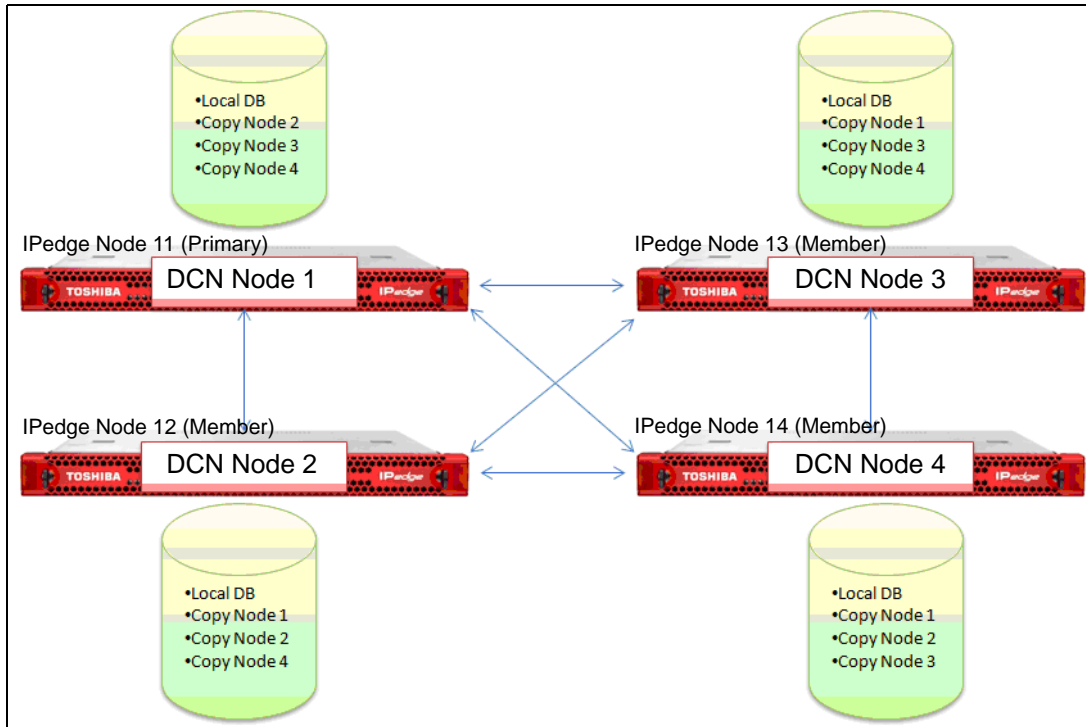 •Local DB
•Copy Node 2
•Copy Node 3
•Copy Node 4
•Local DB
•Copy Node 1
•Copy Node 3
•Copy Node 4
IPedge Node 11 (Primary)
DCN Node 1
TOSHIBA
IPedge
IPedge Node 13 (Member)
DCN Node 3
TOSHIBA
IPedge
IPedge Node 12 (Member)
DCN Node 2
TOSHIBA
IPedge
IPedge Node 14 (Member)
DCN Node 4
TOSHIBA
IPedge
•Local DB
•Copy Node 1
•Copy Node 2
•Copy Node 4
•Local DB
•Copy Node 1
•Copy Node 2
•Copy Node 3